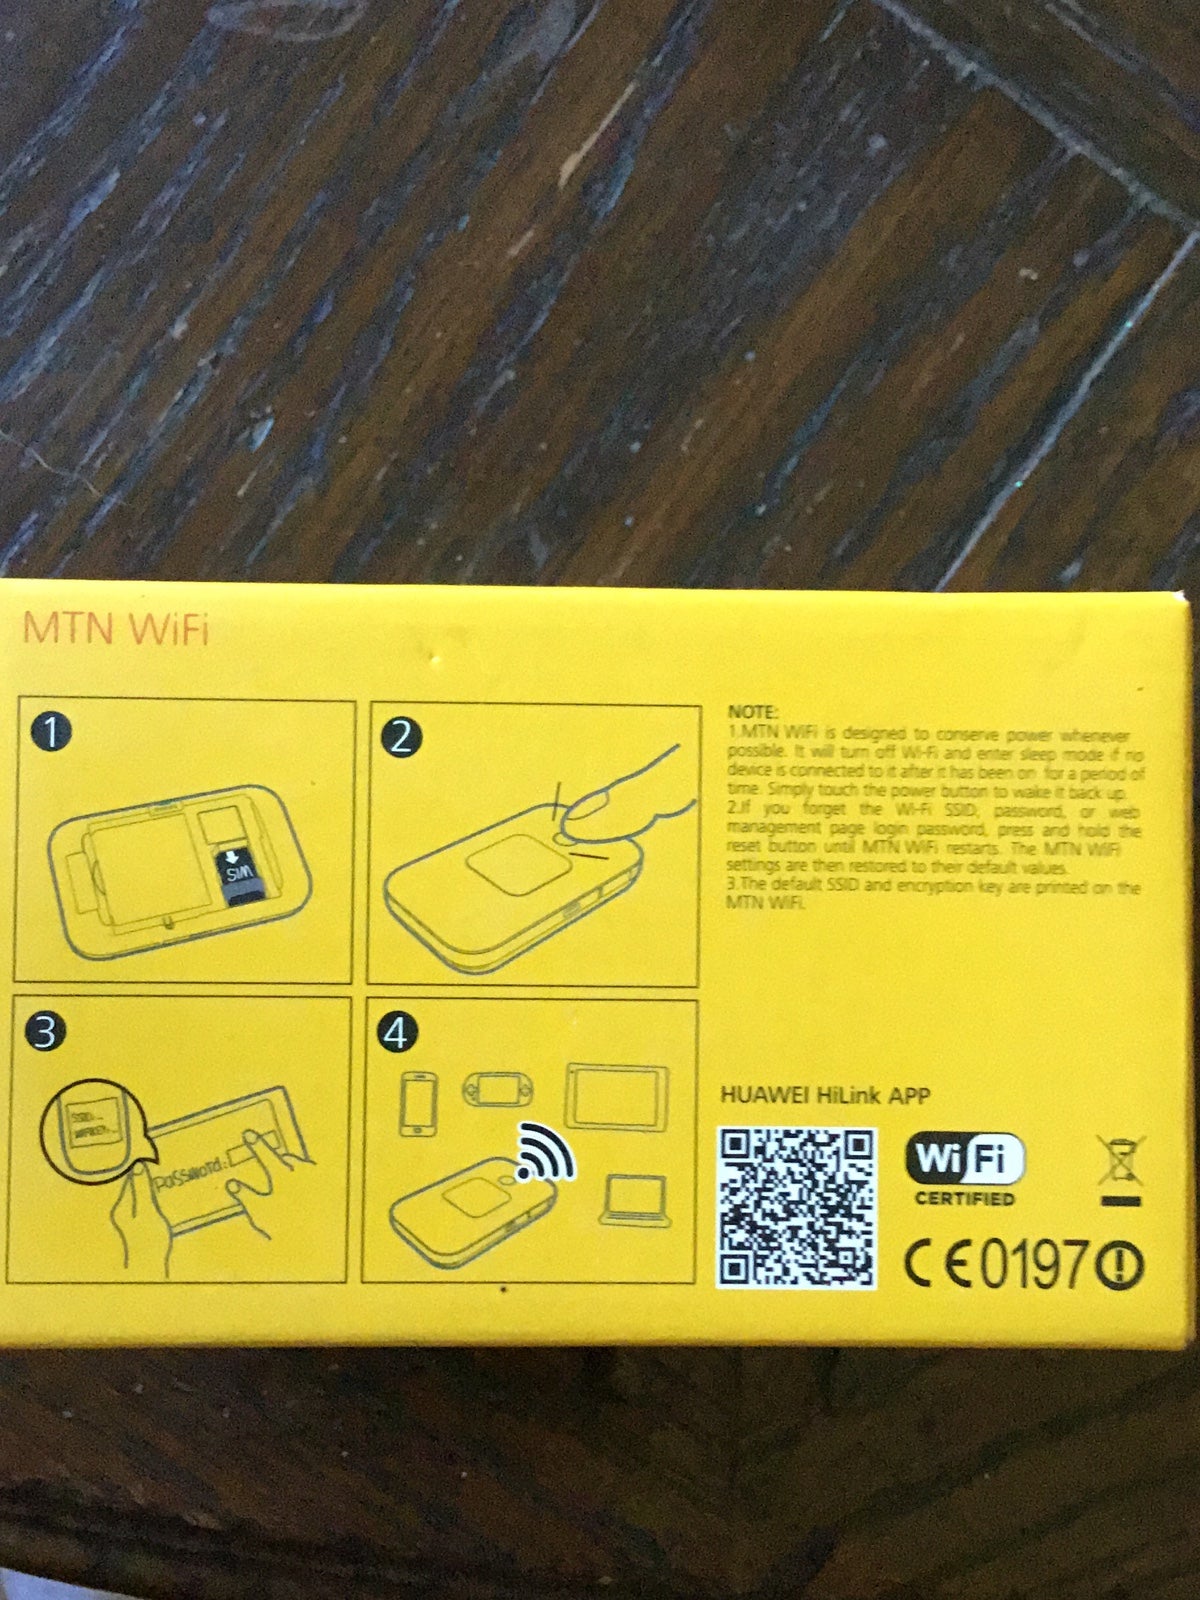 MTN WiFi
1
SIM
2
3
SSID:...
password:
4
NOTE:
1.MTN WiFi is designed to conserve power whenever
possible. It will turn off Wi-Fi and enter sleep mode if no
device is connected to it after it has been on for a period of
time. Simply touch the power button to wake it back up.
2.If you forget the Wi-Fi SSID, password, or web
management page login password, press and hold the
reset button until MTN WiFi restarts. The MTN WiFi
settings are then restored to their default values.
3.The default SSID and encryption key are printed on the
MTN WiFi.
HUAWEI HiLink APP
Wi Fi
CERTIFIED
CE0197